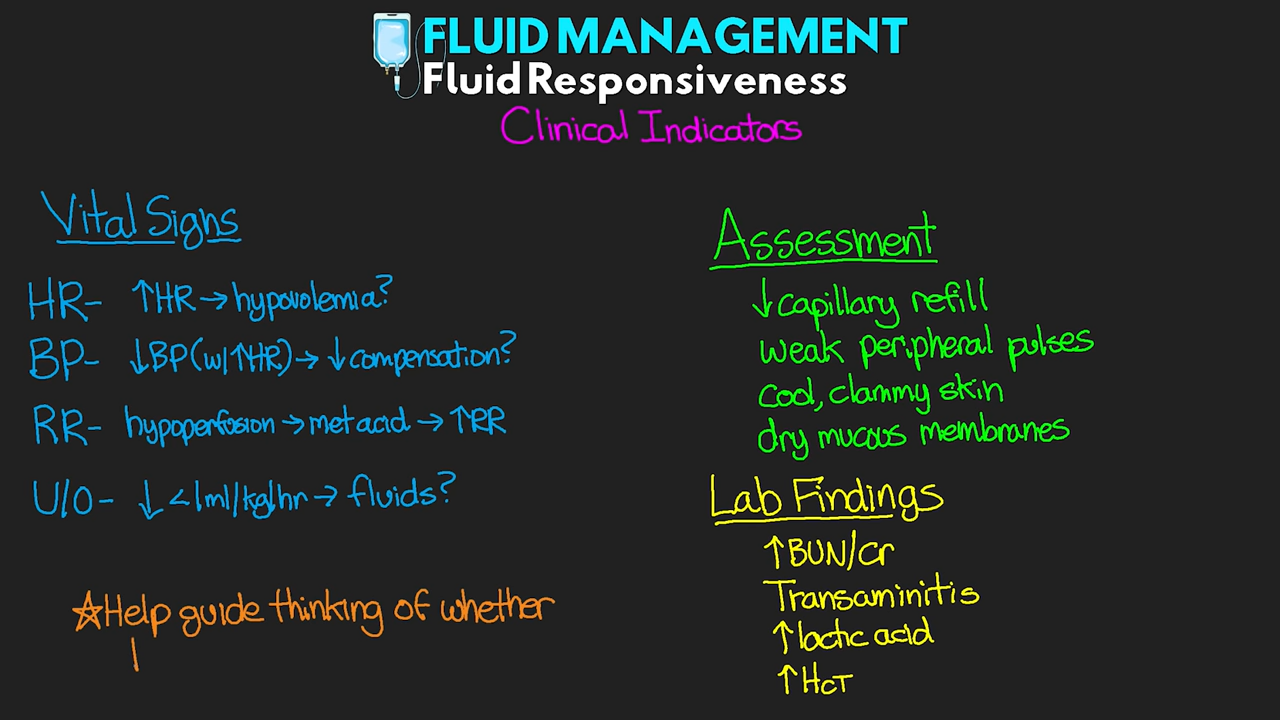 FLUID MANAGEMENT
Fluid Responsiveness
Clinical Indicators
Vital Signs
HR- ↑HR→hypovolemia?
BP- ↓BP(w/↑HR)→↓compensation?
RR- hypoperfusion→met acid→↑RR
U/O- ↓<1ml/kg/hr→fluids?
☆Help guide thinking of whether
Assessment
↓capillary refill
weak peripheral pulses
cool, clammy skin
dry mucous membranes
Lab Findings
↑BUN/Cr
Transaminitis
↑lactic acid
↑HCT